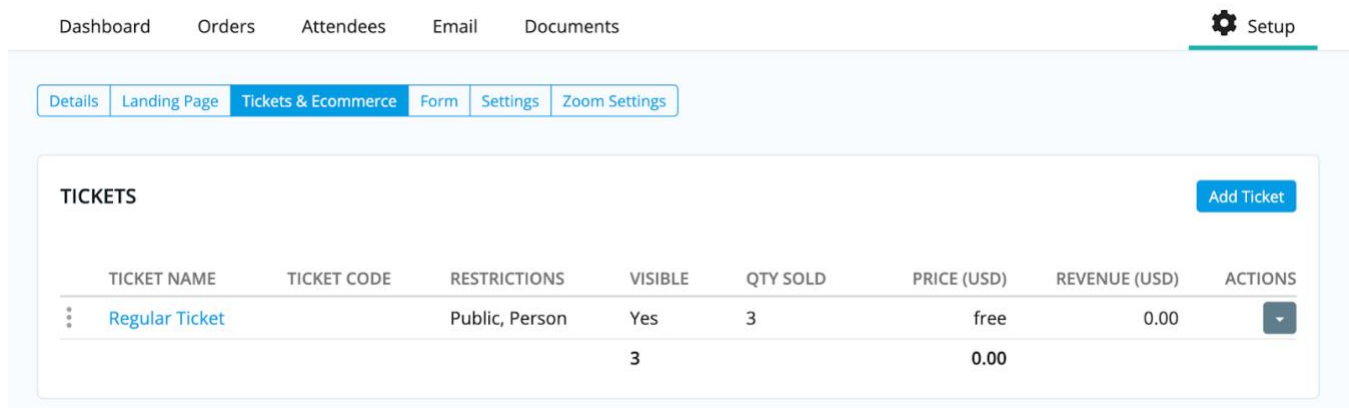 Dashboard Orders Attendees Email Documents Setup
Details Landing Page Tickets & Ecommerce Form Settings Zoom Settings
TICKETS Add Ticket
TICKET NAME TICKET CODE RESTRICTIONS VISIBLE QTY SOLD PRICE (USD) REVENUE (USD) ACTIONS
Regular Ticket Public, Person Yes 3 free 0.00
3 0.00